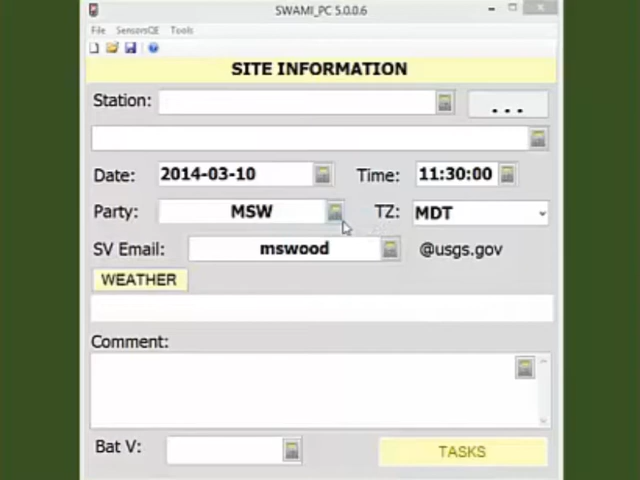 SWAMI_PC 5.0.0.6
File SensorsQE Tools
SITE INFORMATION
Station: ...
Date: 2014-03-10 Time: 11:30:00
Party: MSW TZ: MDT
SV Email: mswood @usgs.gov
WEATHER
Comment:
Bat V: TASKS